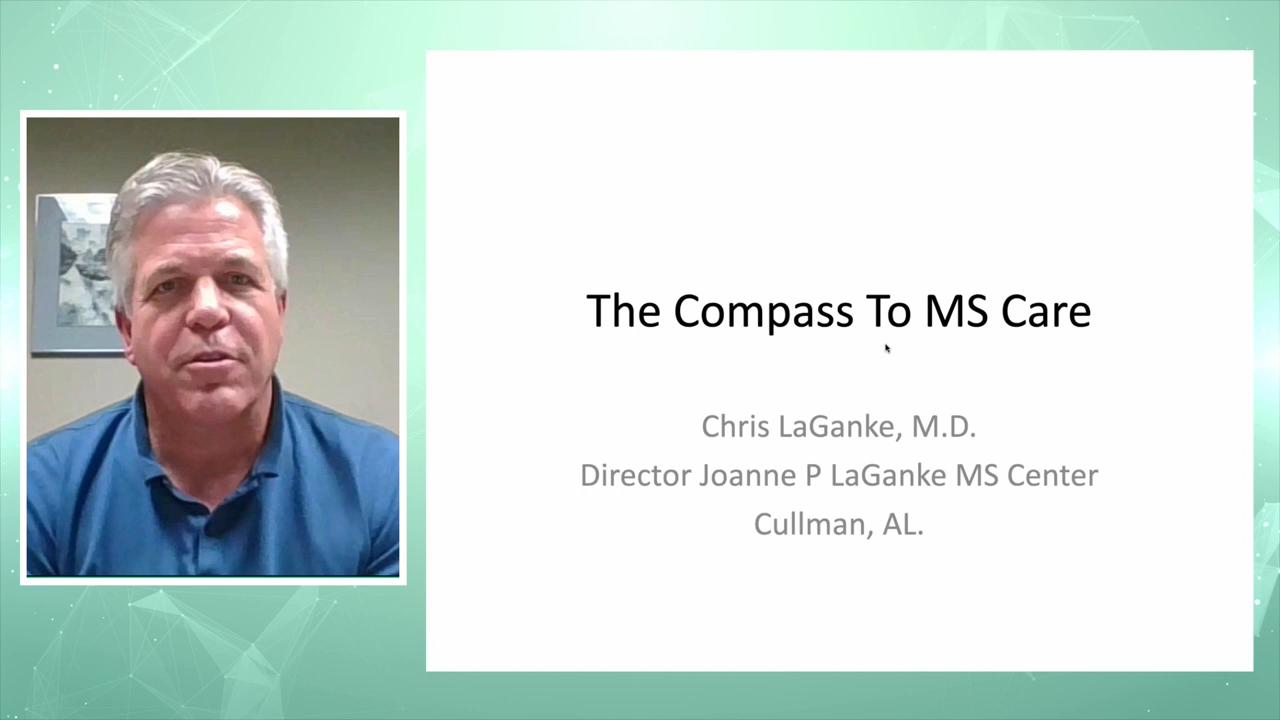 The Compass To MS Care
Chris LaGanke, M.D.
Director Joanne P LaGanke MS Center
Cullman, AL.